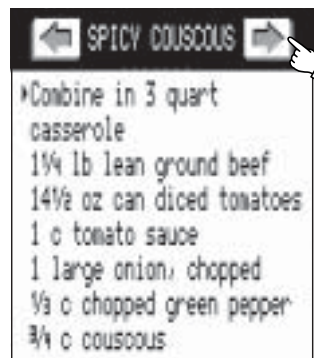 SPICY COUSCOUS
Combine in 3 quart
casserole
1¼ lb lean ground beef
14½ oz can diced tomatoes
1 c tomato sauce
1 large onion, chopped
⅓ c chopped green pepper
¾ c couscous